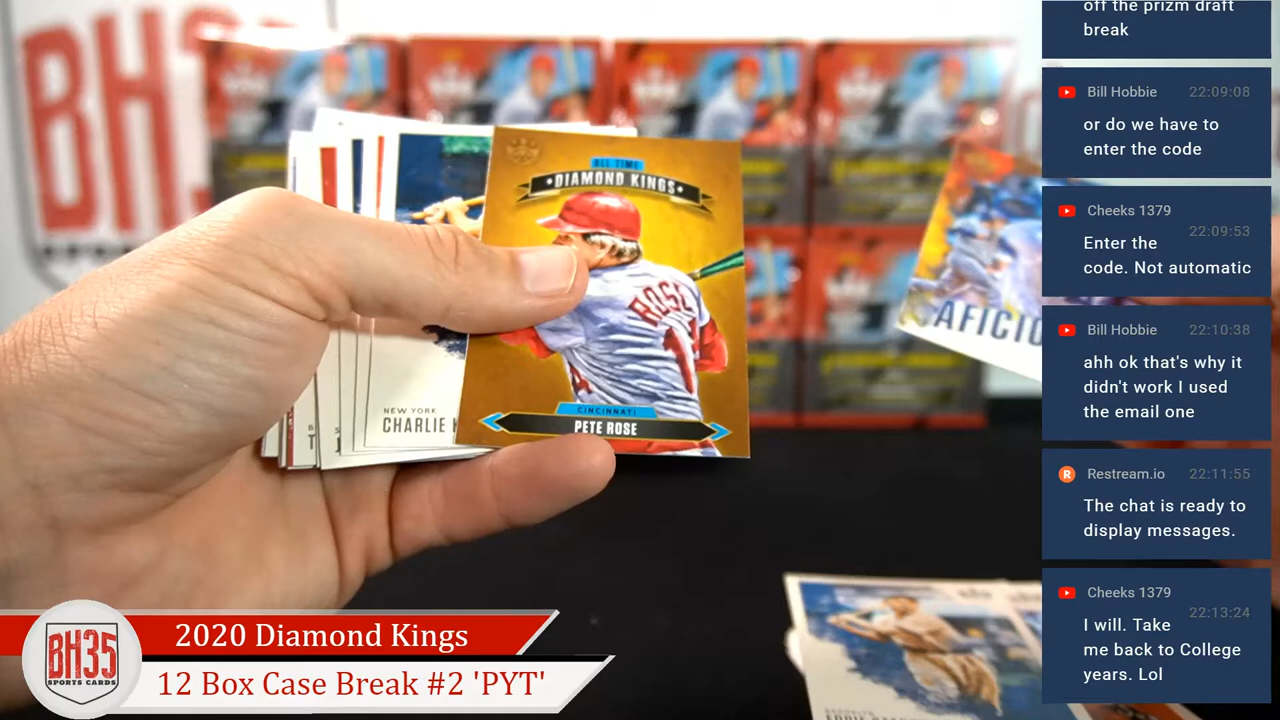 off the prizm draft
break
Bill Hobbie 22:09:08
or do we have to
enter the code
Cheeks 1379
22:09:53
Enter the
code. Not automatic
Bill Hobbie 22:10:38
ahh ok that's why it
didn't work I used
the email one
R Restream.io 22:11:55
The chat is ready to
display messages.
Cheeks 1379
22:13:24
I will. Take
me back to College
years. Lol
BH
SPORTS
ALL TIME
•DIAMOND KINGS•
ROSE
CINCINNATI
PETE ROSE
NEW YORK
CHARLIE
AFICIO
BH35
SPORTS CARDS
2020 Diamond Kings
12 Box Case Break #2 'PYT'